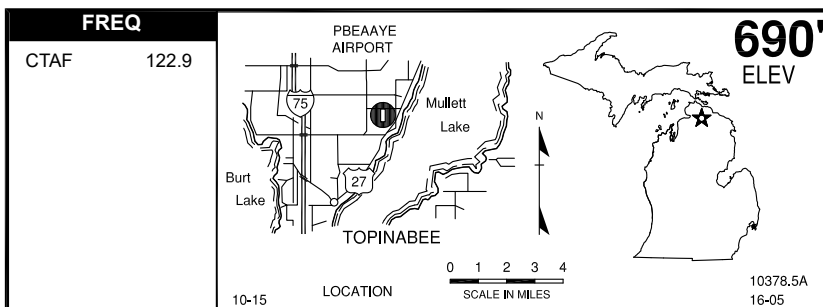 FREQ
CTAF 122.9
PBEAAYE
AIRPORT
75
Mullett
Lake
Burt
Lake
27
TOPINABEE
N
690'
ELEV
0 1 2 3 4
SCALE IN MILES
10-15
LOCATION
10378.5A
16-05